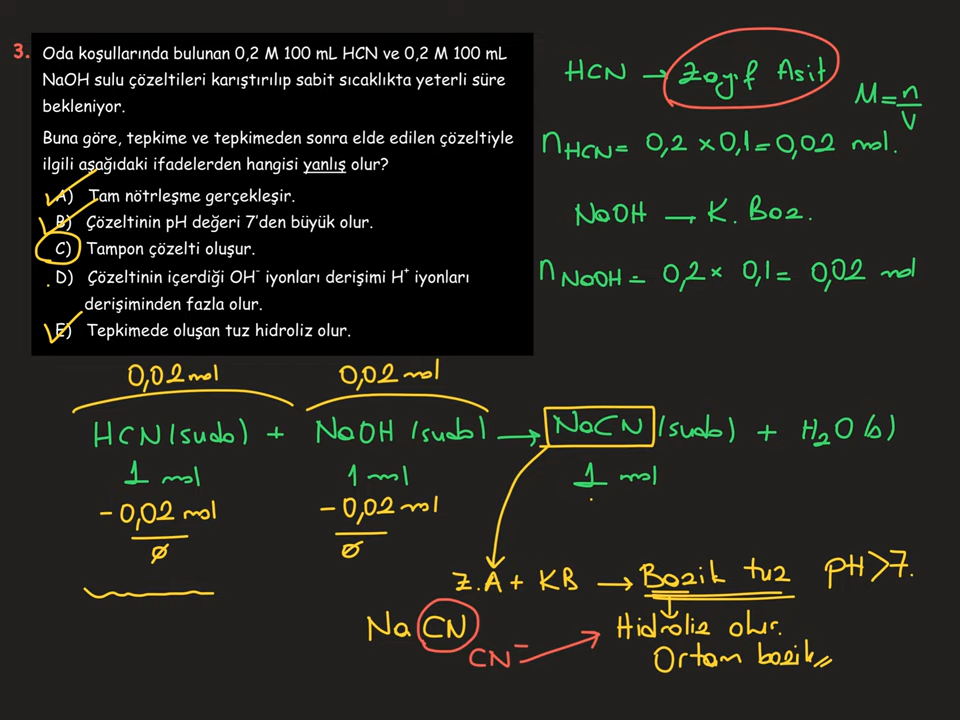 3.
Oda koşullarında bulunan 0,2 M 100 mL HCN ve 0,2 M 100 mL
NaOH sulu çözeltileri karıştırılıp sabit sıcaklıkta yeterli süre
bekleniyor.
Buna göre, tepkime ve tepkimeden sonra elde edilen çözeltiyle
ilgili aşağıdaki ifadelerden hangisi yanlış olur?
A) Tam nötrleşme gerçekleşir.
B) Çözeltinin pH değeri 7'den büyük olur.
C) Tampon çözelti oluşur.
D) Çözeltinin içerdiği OH⁻ iyonları derişimi H⁺ iyonları
derişiminden fazla olur.
E) Tepkimede oluşan tuz hidroliz olur.
HCN → Zayıf Asit
M = n/V
nHCN = 0,2 x 0,1 = 0,02 mol.
NaOH → K. Baz.
nNaOH = 0,2 x 0,1 = 0,02 mol
0,02 mol 0,02 mol
HCN (suda) + NaOH (suda) → NaCN (suda) + H₂O (s)
1 mol 1 mol 1 mol
- 0,02 mol - 0,02 mol
0 0
Z.A + KB → Bazik tuz pH > 7.
NaCN Hidroliz olur.
CN⁻ Ortam bazik